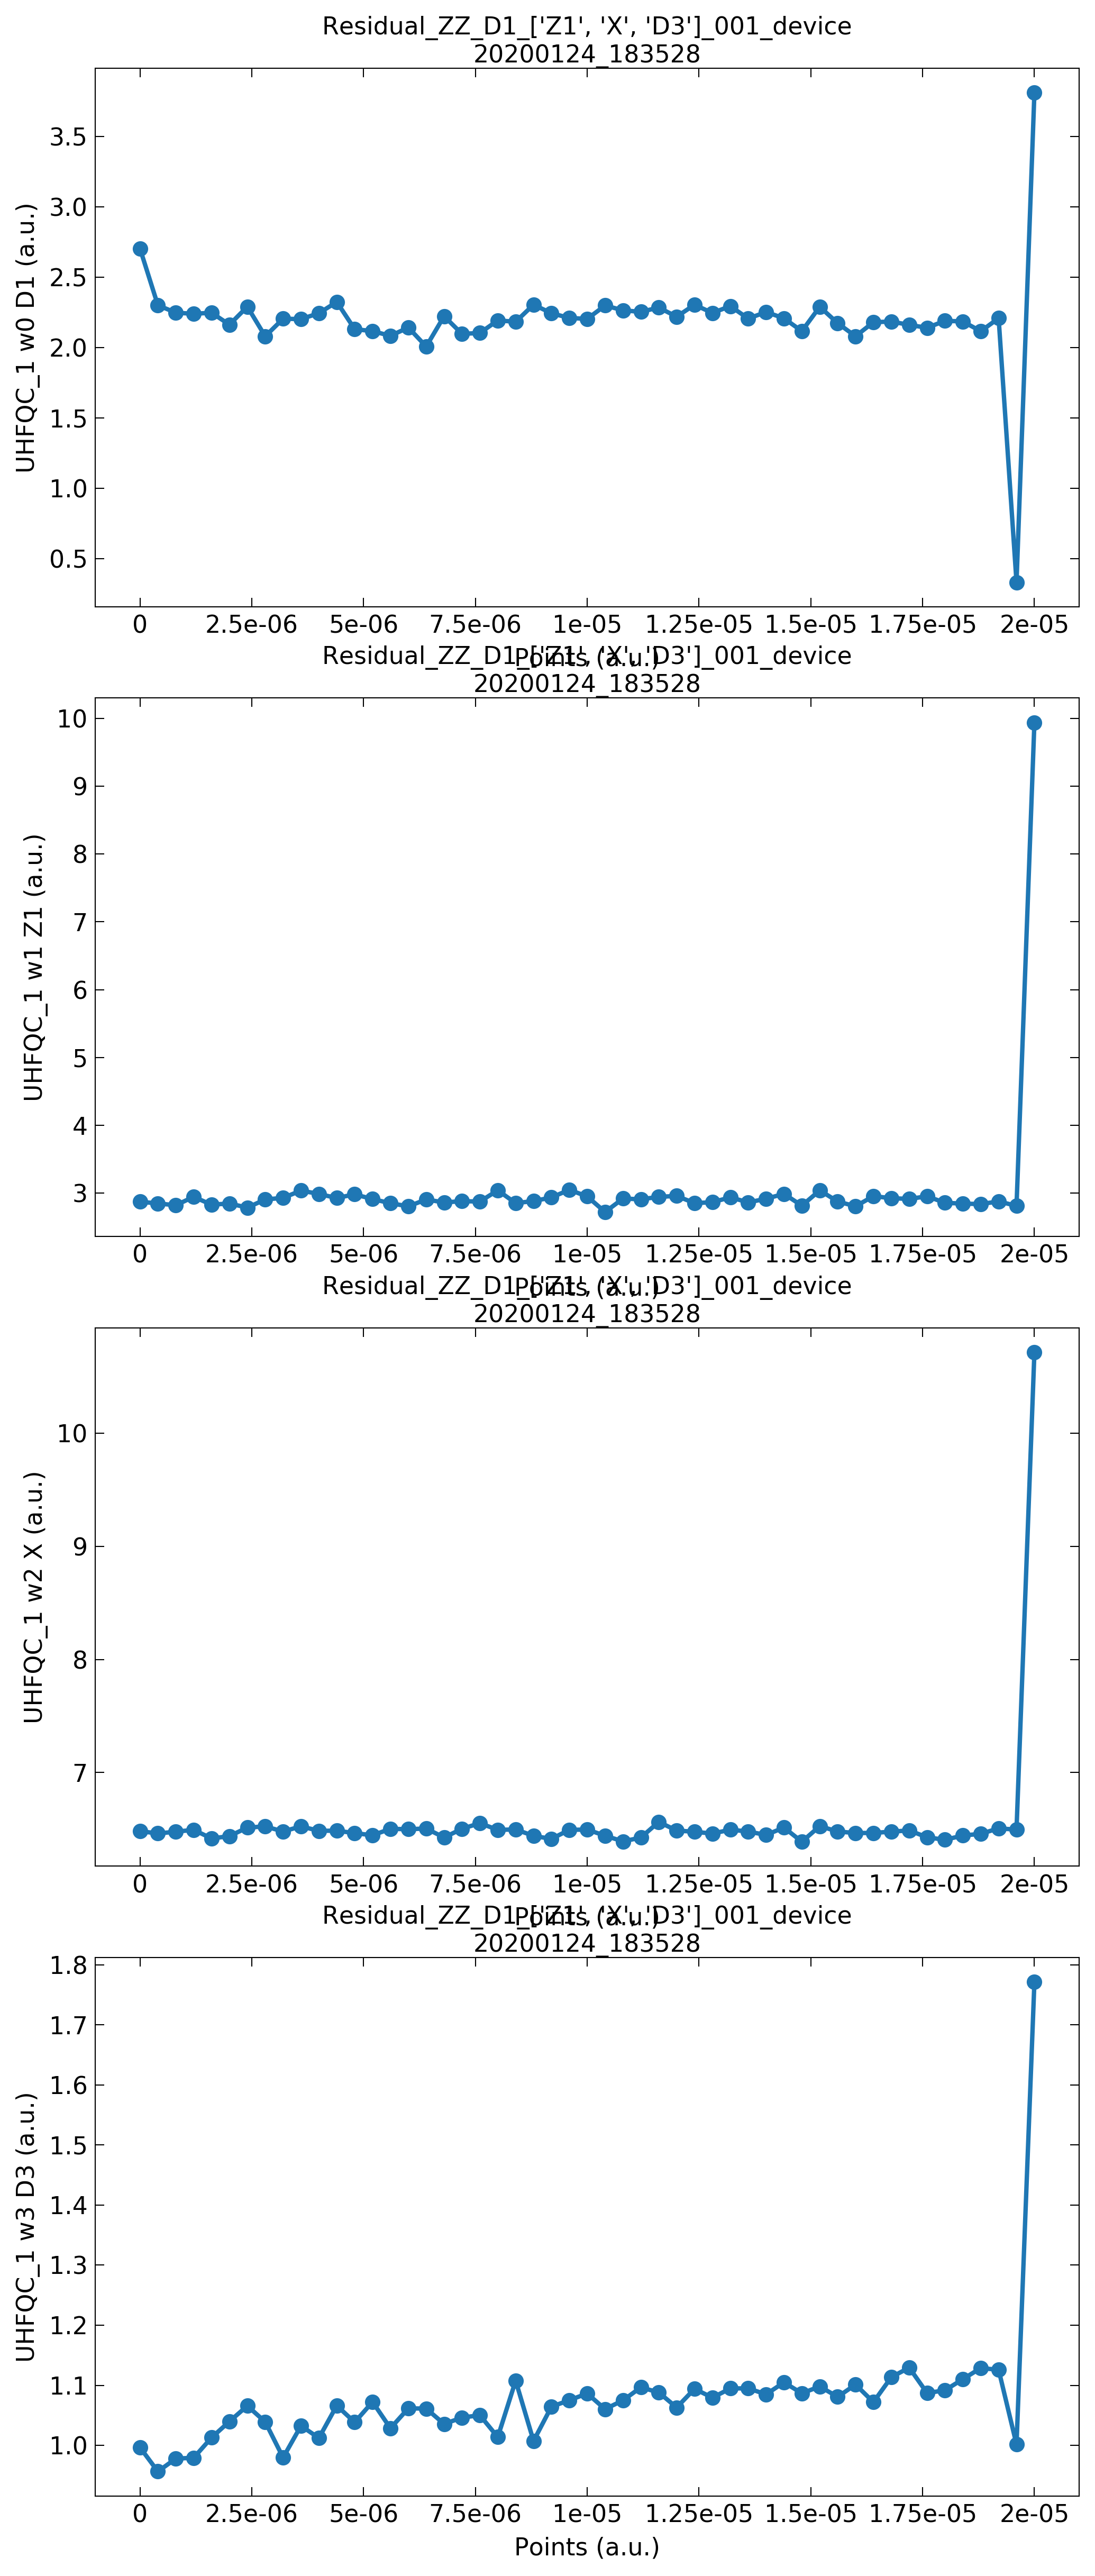 Residual_ZZ_D1_['Z1', 'X', 'D3']_001_device
20200124_183528
3.5
3.0
2.5
2.0
1.5
1.0
0.5
UHFQC_1 w0 D1 (a.u.)
0 2.5e-06 5e-06 7.5e-06 1e-05 1.25e-05 1.5e-05 1.75e-05 2e-05
Points (a.u.)
Residual_ZZ_D1_['Z1', 'X', 'D3']_001_device
20200124_183528
10
9
8
7
6
5
4
3
UHFQC_1 w1 Z1 (a.u.)
0 2.5e-06 5e-06 7.5e-06 1e-05 1.25e-05 1.5e-05 1.75e-05 2e-05
Points (a.u.)
Residual_ZZ_D1_['Z1', 'X', 'D3']_001_device
20200124_183528
10
9
8
7
UHFQC_1 w2 X (a.u.)
0 2.5e-06 5e-06 7.5e-06 1e-05 1.25e-05 1.5e-05 1.75e-05 2e-05
Points (a.u.)
Residual_ZZ_D1_['Z1', 'X', 'D3']_001_device
20200124_183528
1.8
1.7
1.6
1.5
1.4
1.3
1.2
1.1
1.0
UHFQC_1 w3 D3 (a.u.)
0 2.5e-06 5e-06 7.5e-06 1e-05 1.25e-05 1.5e-05 1.75e-05 2e-05
Points (a.u.)